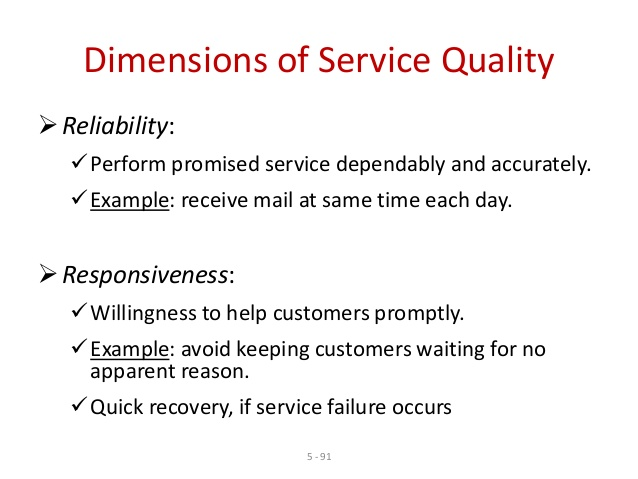 Dimensions of Service Quality
Reliability:
Perform promised service dependably and accurately.
Example: receive mail at same time each day.
Responsiveness:
Willingness to help customers promptly.
Example: avoid keeping customers waiting for no
apparent reason.
Quick recovery, if service failure occurs
5 - 91